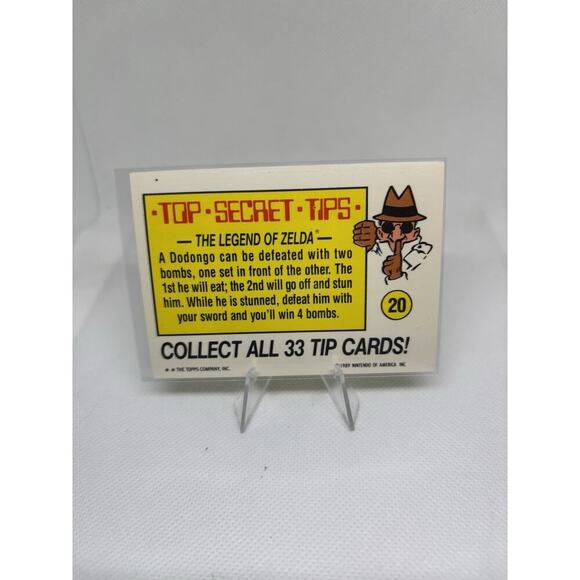 ·TOP·SECRET·TIPS·
— THE LEGEND OF ZELDA® —
A Dodongo can be defeated with two
bombs, one set in front of the other. The
1st he will eat; the 2nd will go off and stun
him. While he is stunned, defeat him with
your sword and you'll win 4 bombs.
20
COLLECT ALL 33 TIP CARDS!
THE TOPPS COMPANY, INC.
©1989 NINTENDO OF AMERICA INC.